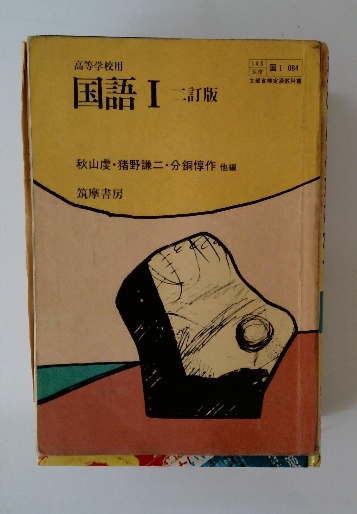 高等学校用
国語 I 二訂版
国I 084
文部省検定済教科書
秋山虔・猪野謙二・分銅惇作 他編
筑摩書房